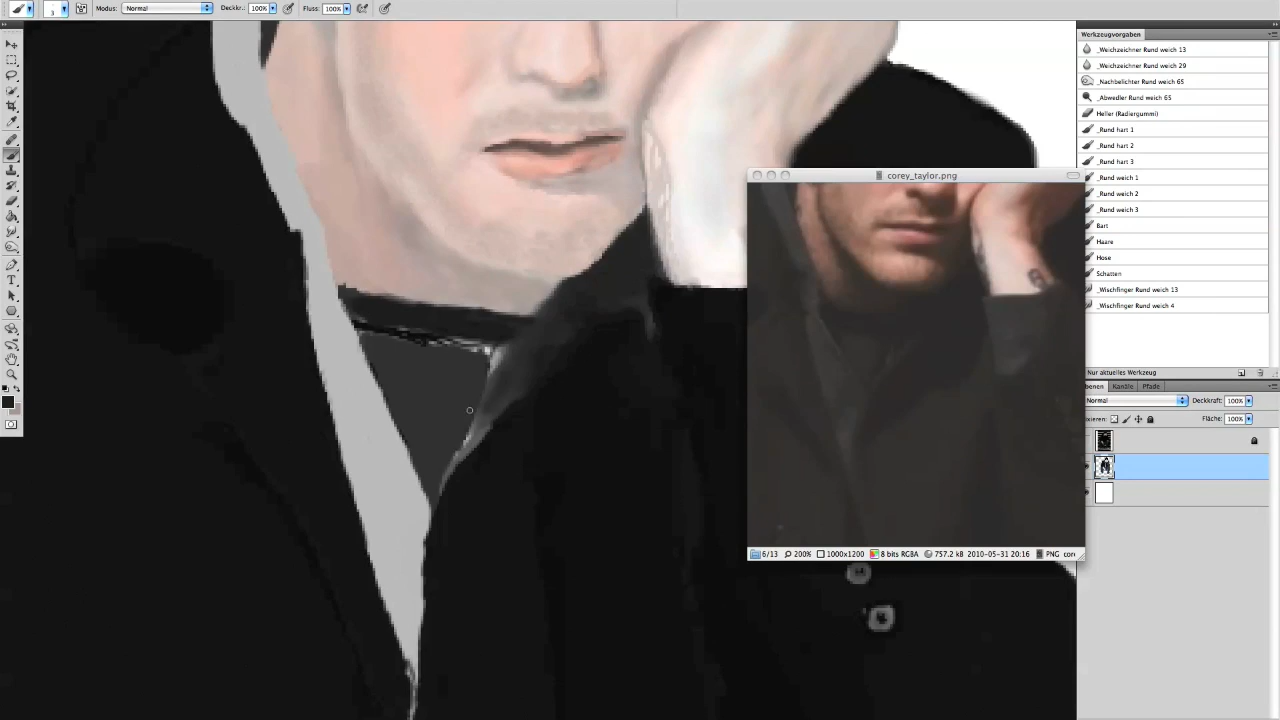 3
Modus: Normal
Deckkr.: 100%
Fluss: 100%
Werkzeugvorgaben
_Weichzeichner Rund weich 13
_Weichzeichner Rund weich 29
_Nachbelichter Rund weich 65
_Abwedler Rund weich 65
Heller (Radiergummi)
_Rund hart 1
_Rund hart 2
_Rund hart 3
_Rund weich 1
_Rund weich 2
_Rund weich 3
Bart
Haare
Hose
Schatten
_Wischfinger Rund weich 13
_Wischfinger Rund weich 4
Nur aktuelles Werkzeug
corey_taylor.png
6/13 200% 1000x1200 8 bits RGBA 757.2 kB 2010-05-31 20:16 PNG cor
benen Kanäle Pfade
Normal Deckkraft: 100%
ixieren: Fläche: 100%